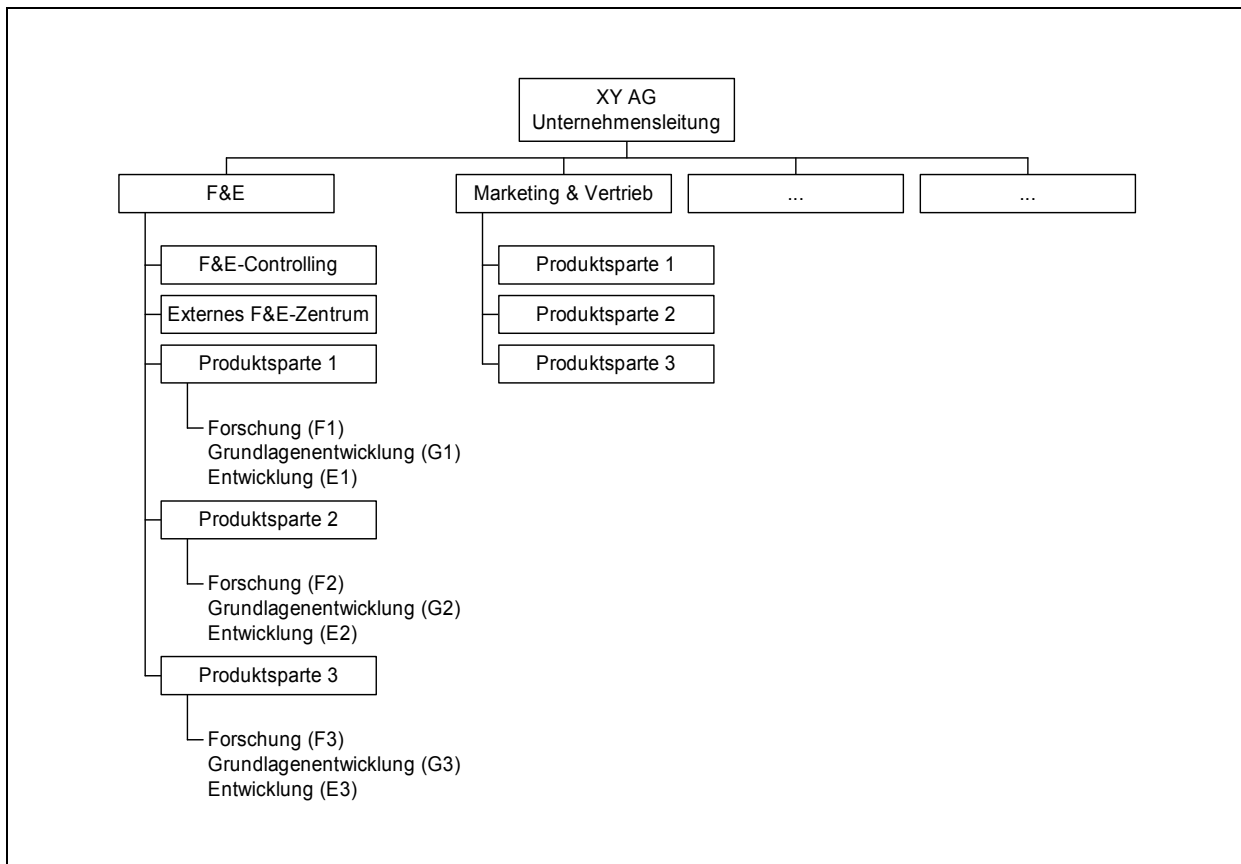 XY AG
Unternehmensleitung
F&E
Marketing & Vertrieb
...
...
F&E-Controlling
Externes F&E-Zentrum
Produktsparte 1
Forschung (F1)
Grundlagenentwicklung (G1)
Entwicklung (E1)
Produktsparte 2
Forschung (F2)
Grundlagenentwicklung (G2)
Entwicklung (E2)
Produktsparte 3
Forschung (F3)
Grundlagenentwicklung (G3)
Entwicklung (E3)
Produktsparte 1
Produktsparte 2
Produktsparte 3